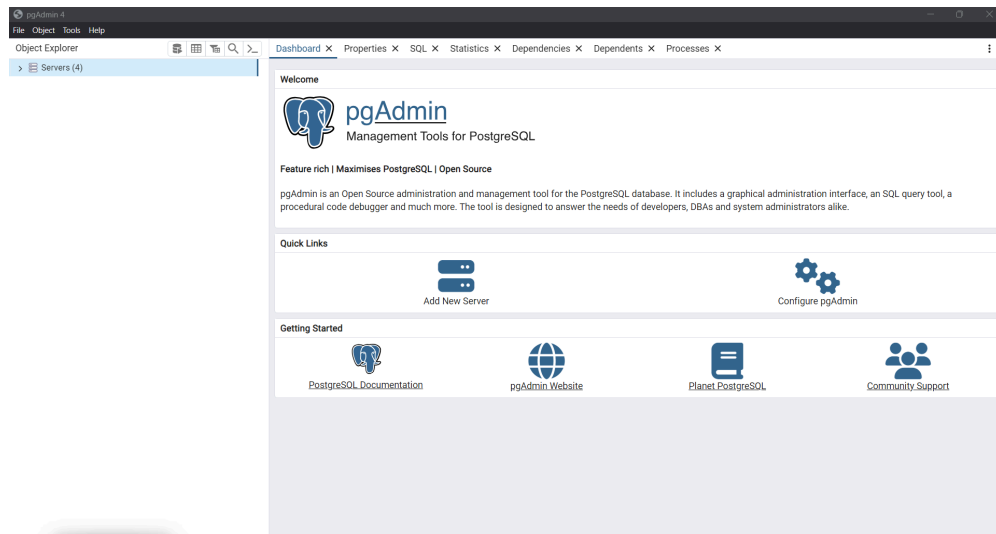 pgAdmin 4
File Object Tools Help
Object Explorer
Dashboard Properties SQL Statistics Dependencies Dependents Processes
Servers (4)
Welcome
pgAdmin
Management Tools for PostgreSQL
Feature rich | Maximises PostgreSQL | Open Source
pgAdmin is an Open Source administration and management tool for the PostgreSQL database. It includes a graphical administration interface, an SQL query tool, a
procedural code debugger and much more. The tool is designed to answer the needs of developers, DBAs and system administrators alike.
Quick Links
Add New Server
Configure pgAdmin
Getting Started
PostgreSQL Documentation
pgAdmin Website
Planet PostgreSQL
Community Support